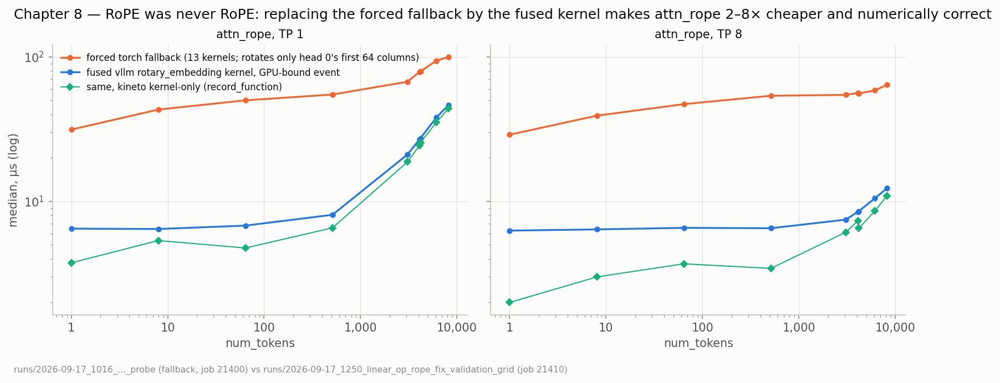 Chapter 8 — RoPE was never RoPE: replacing the forced fallback by the fused kernel makes attn_rope 2–8× cheaper and numerically correct
attn_rope, TP 1
attn_rope, TP 8
forced torch fallback (13 kernels; rotates only head 0's first 64 columns)
fused vllm rotary_embedding kernel, GPU-bound event
same, kineto kernel-only (record_function)
median, µs (log)
10²
10¹
1 10 100 1,000 10,000
1 10 100 1,000 10,000
num_tokens
num_tokens
runs/2026-09-17_1016_…_probe (fallback, job 21400) vs runs/2026-09-17_1250_linear_op_rope_fix_validation_grid (job 21410)